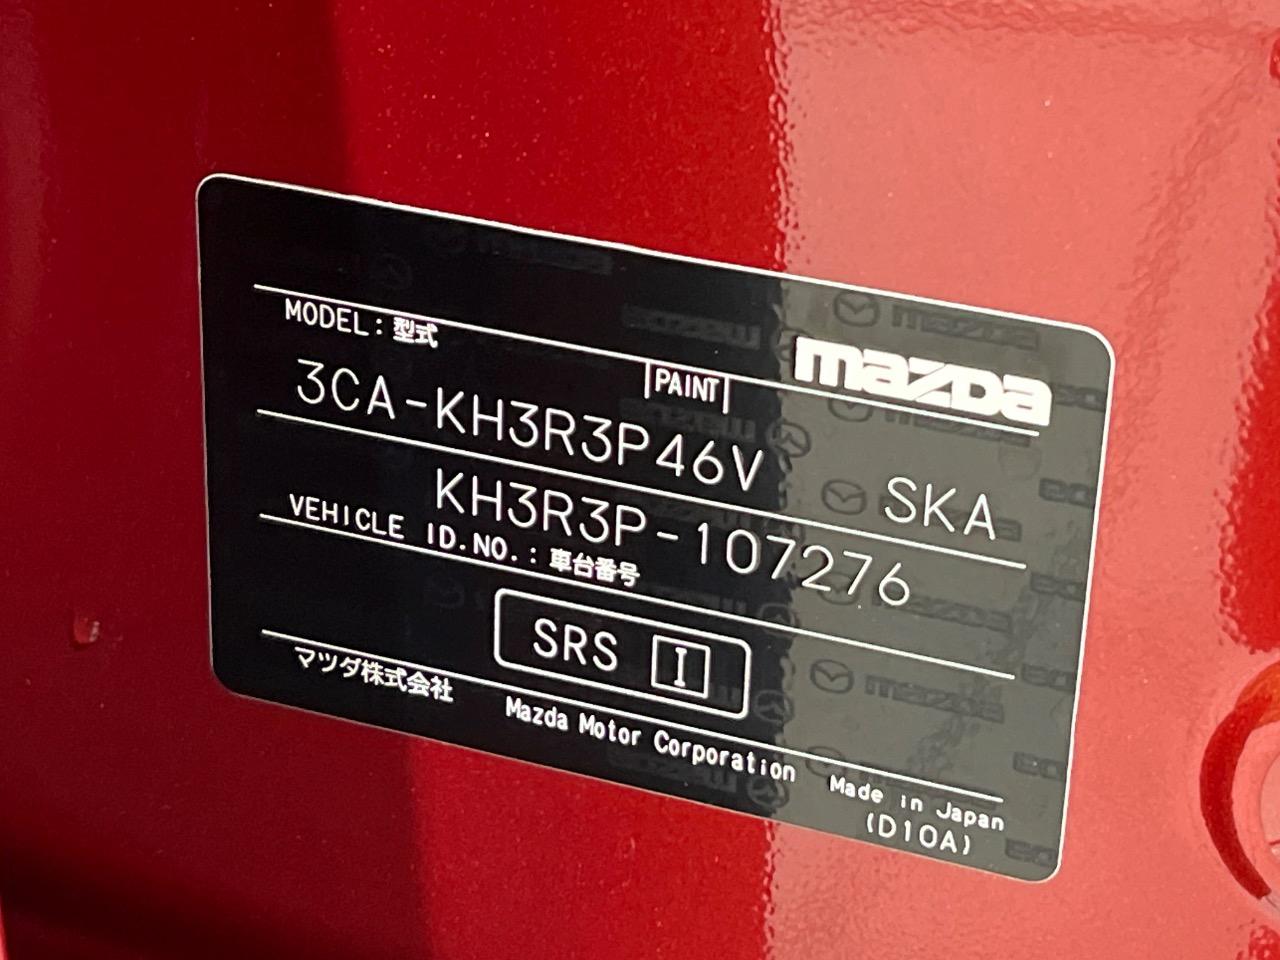 mazda
MODEL : 型式
PAINT
3CA-KH3R3P46V SKA
KH3R3P-107276
VEHICLE ID.NO. : 車台番号
SRS I
マツダ株式会社 Mazda Motor Corporation Made in Japan
(D10A)